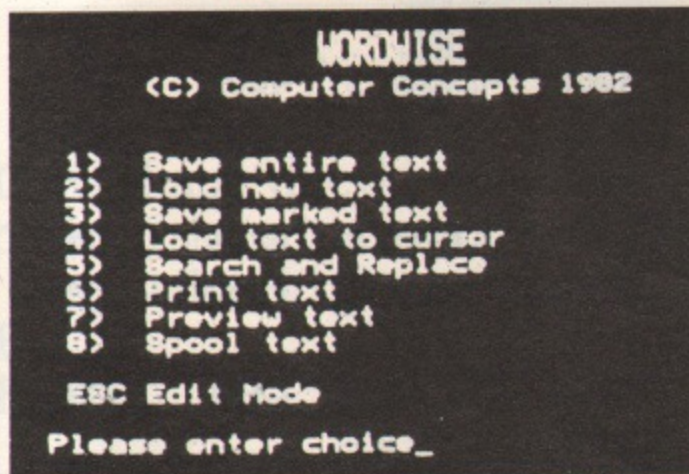 WORDWISE
(C) Computer Concepts 1982
1) Save entire text
2) Load new text
3) Save marked text
4) Load text to cursor
5) Search and Replace
6) Print text
7) Preview text
8) Spool text
ESC Edit Mode
Please enter choice_